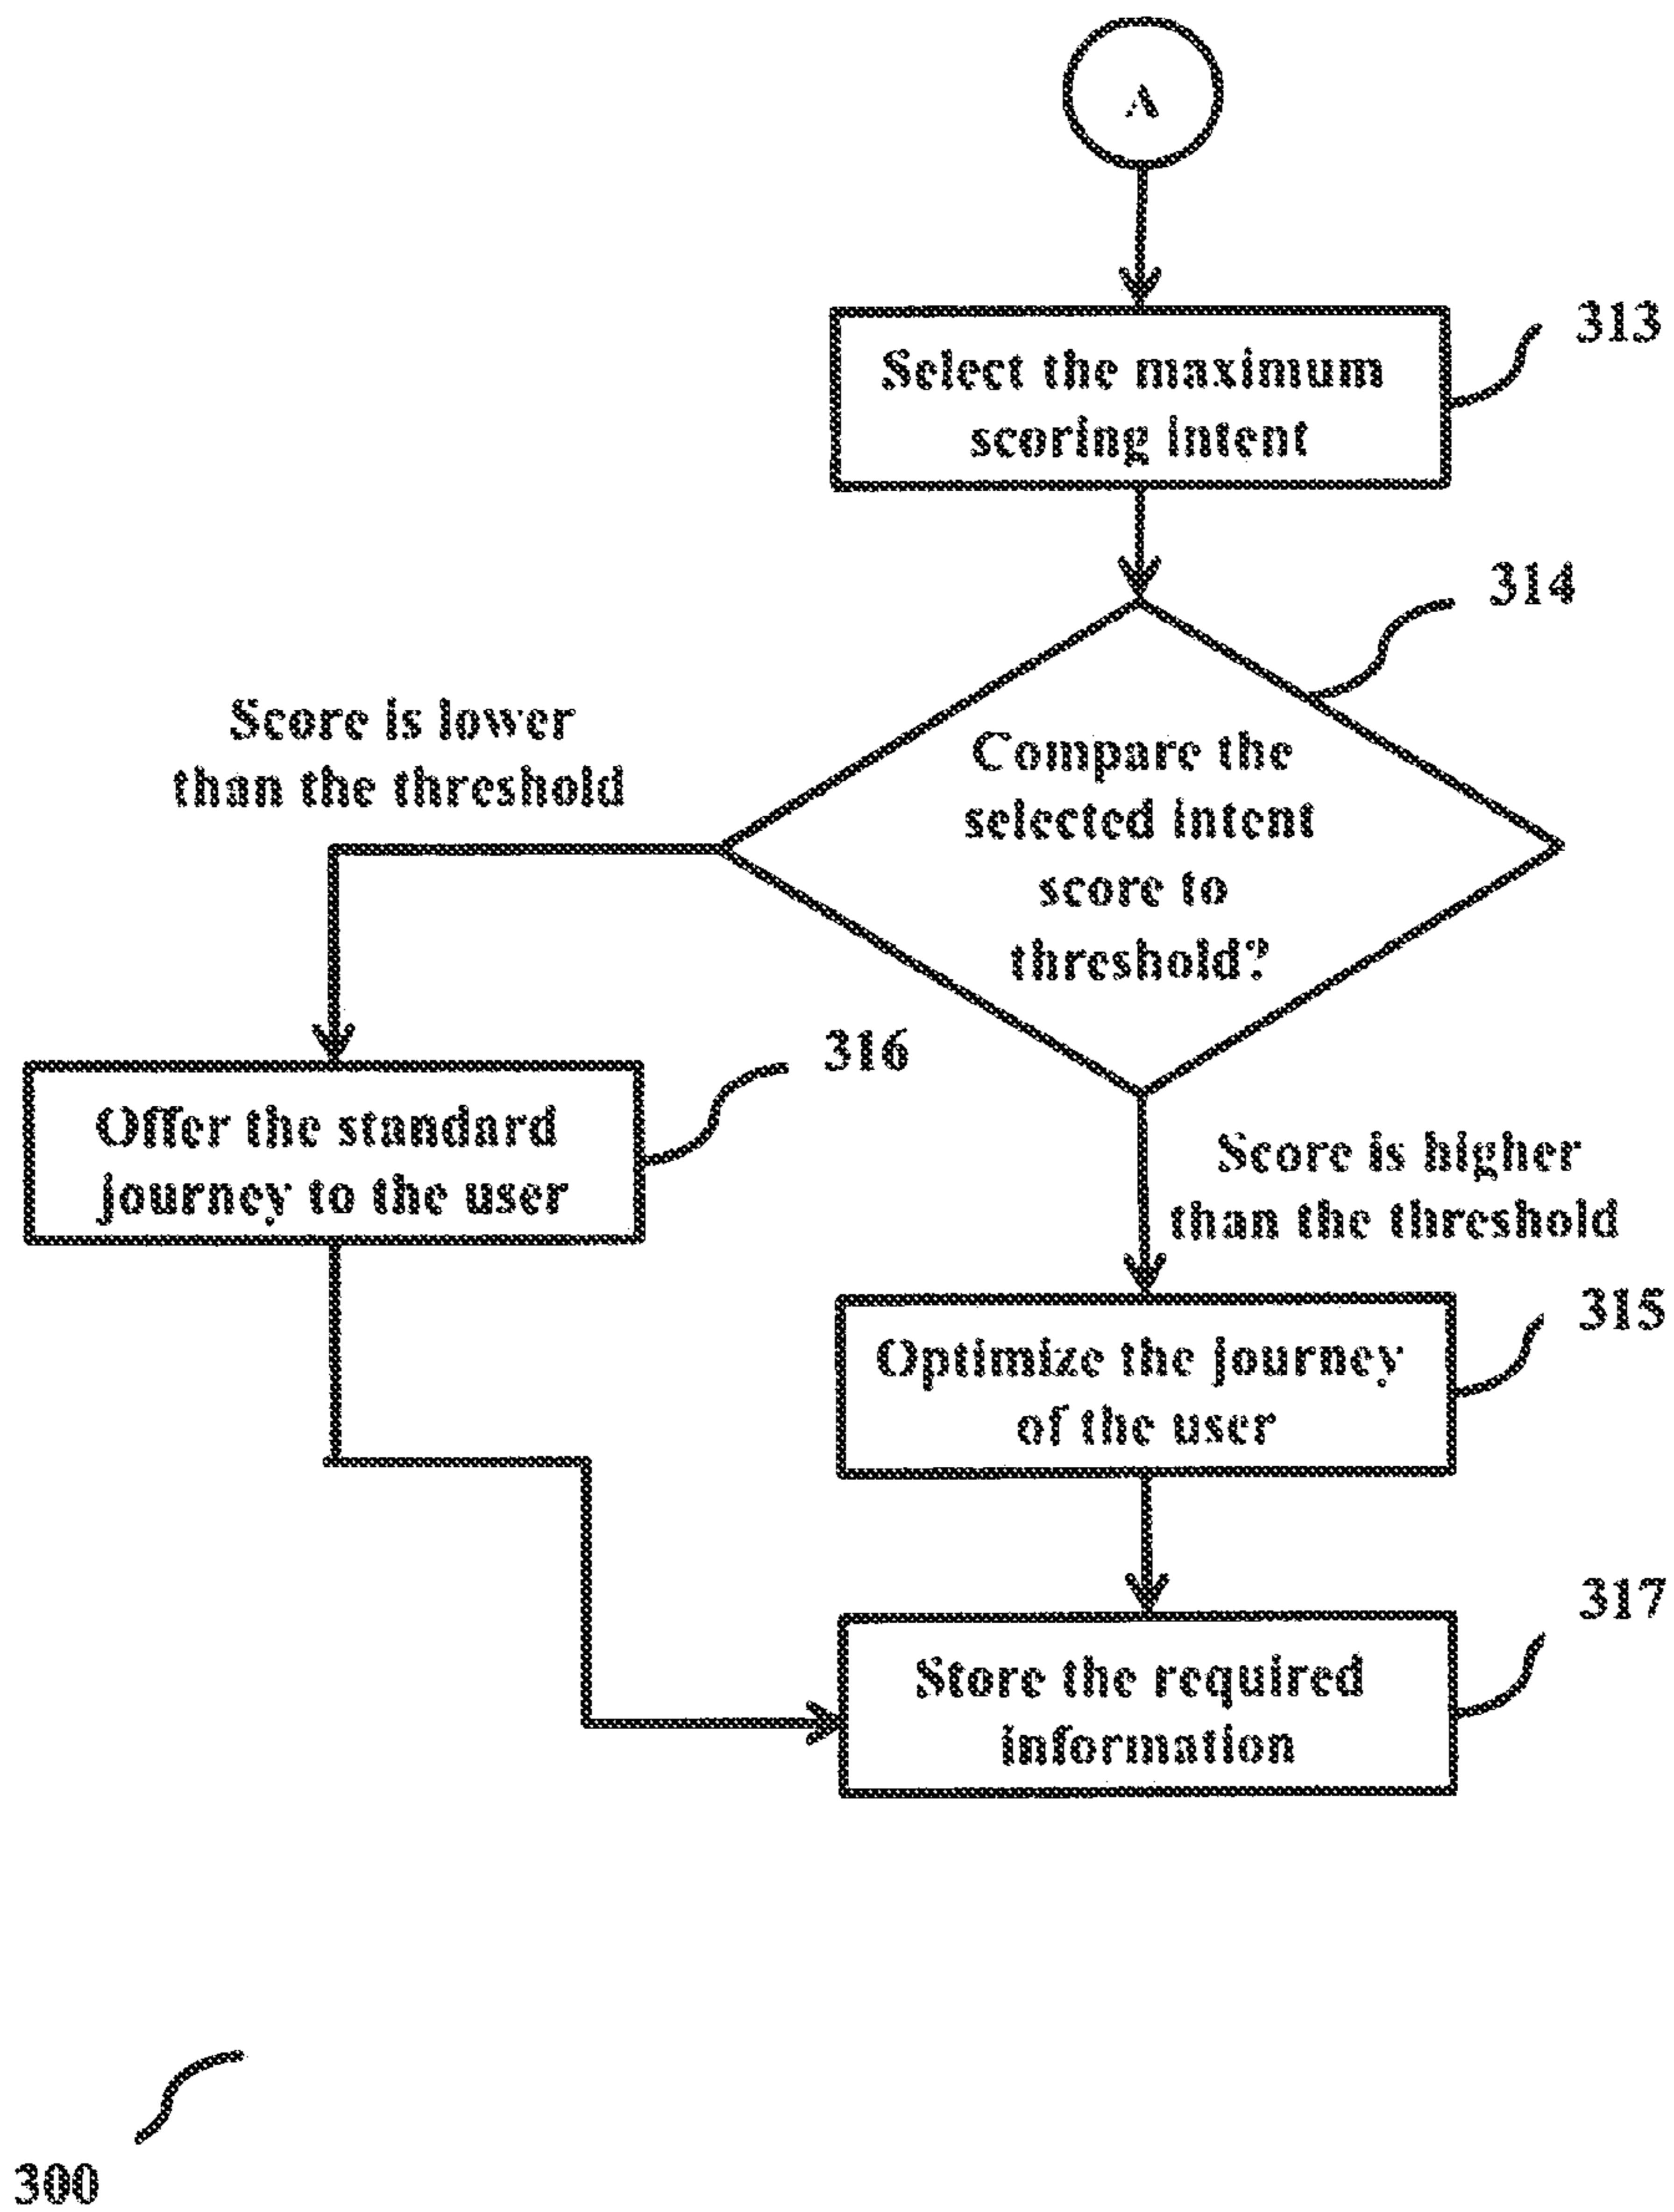 A
313
Select the maximum
scoring intent
314
Compare the
selected intent
score to
threshold?
Score is lower
than the threshold
316
Offer the standard
journey to the user
Score is higher
than the threshold
315
Optimize the journey
of the user
317
Store the required
information
300